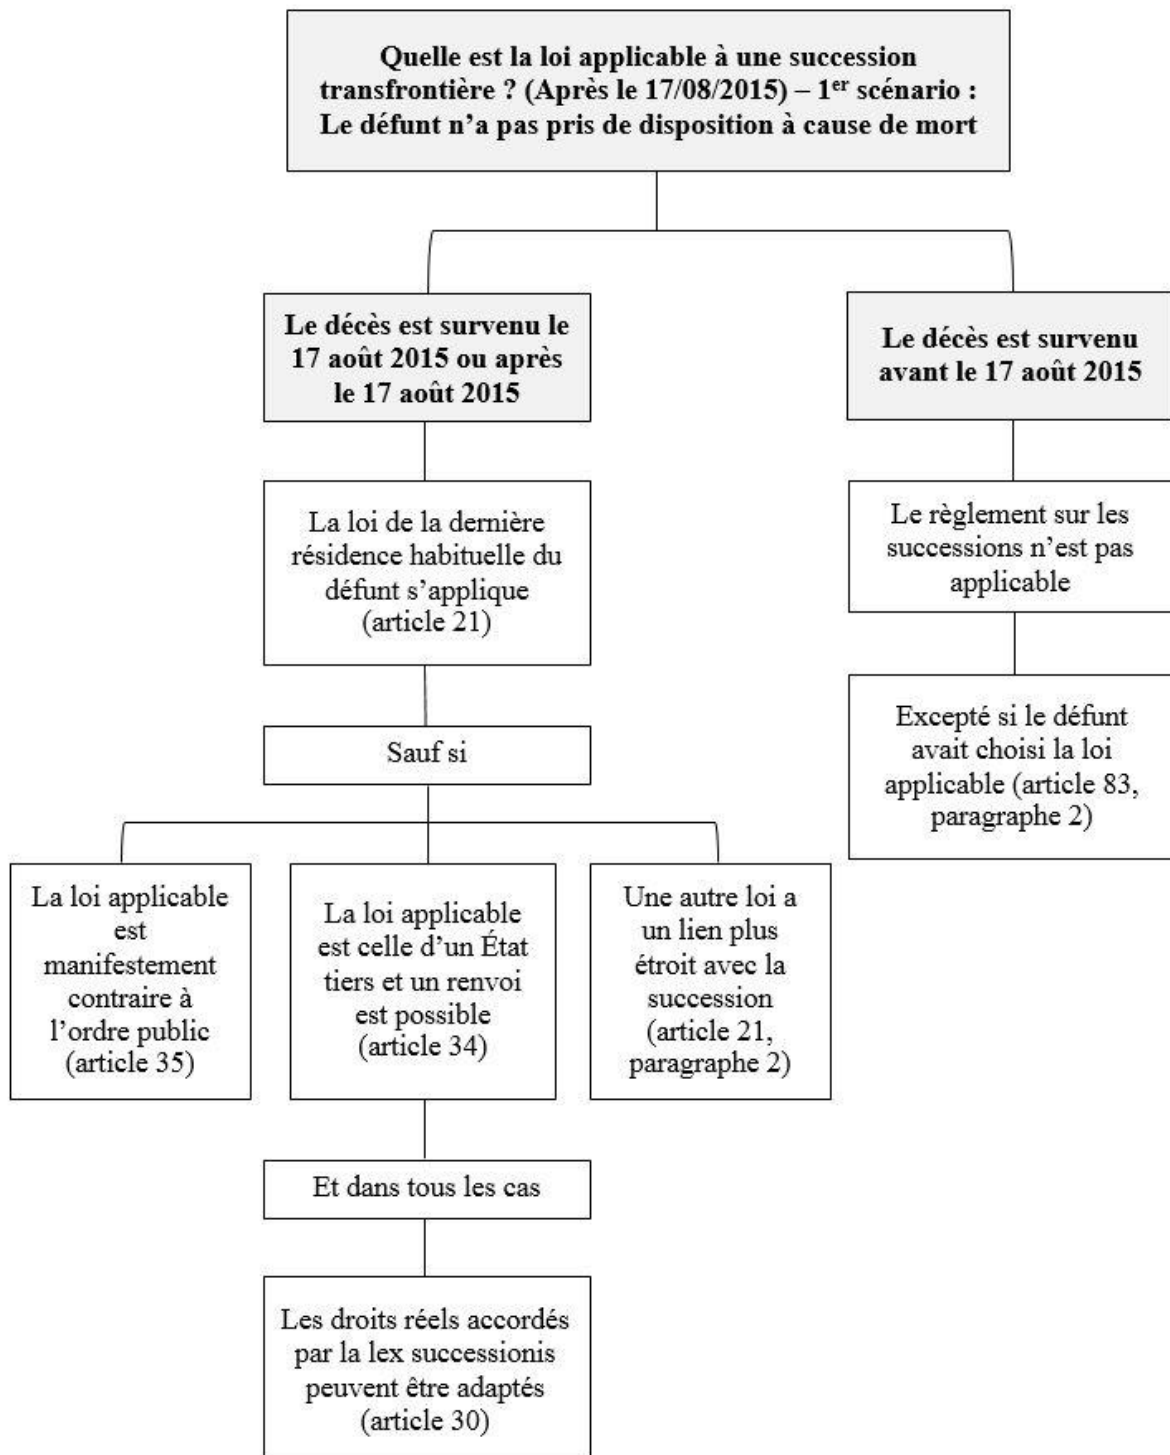 Quelle est la loi applicable à une succession
transfrontière ? (Après le 17/08/2015) – 1er scénario :
Le défunt n’a pas pris de disposition à cause de mort
Le décès est survenu le
17 août 2015 ou après
le 17 août 2015
Le décès est survenu
avant le 17 août 2015
La loi de la dernière
résidence habituelle du
défunt s’applique
(article 21)
Le règlement sur les
successions n’est pas
applicable
Sauf si
Excepté si le défunt
avait choisi la loi
applicable (article 83,
paragraphe 2)
La loi applicable
est
manifestement
contraire à
l’ordre public
(article 35)
La loi applicable
est celle d’un État
tiers et un renvoi
est possible
(article 34)
Une autre loi a
un lien plus
étroit avec la
succession
(article 21,
paragraphe 2)
Et dans tous les cas
Les droits réels accordés
par la lex successionis
peuvent être adaptés
(article 30)